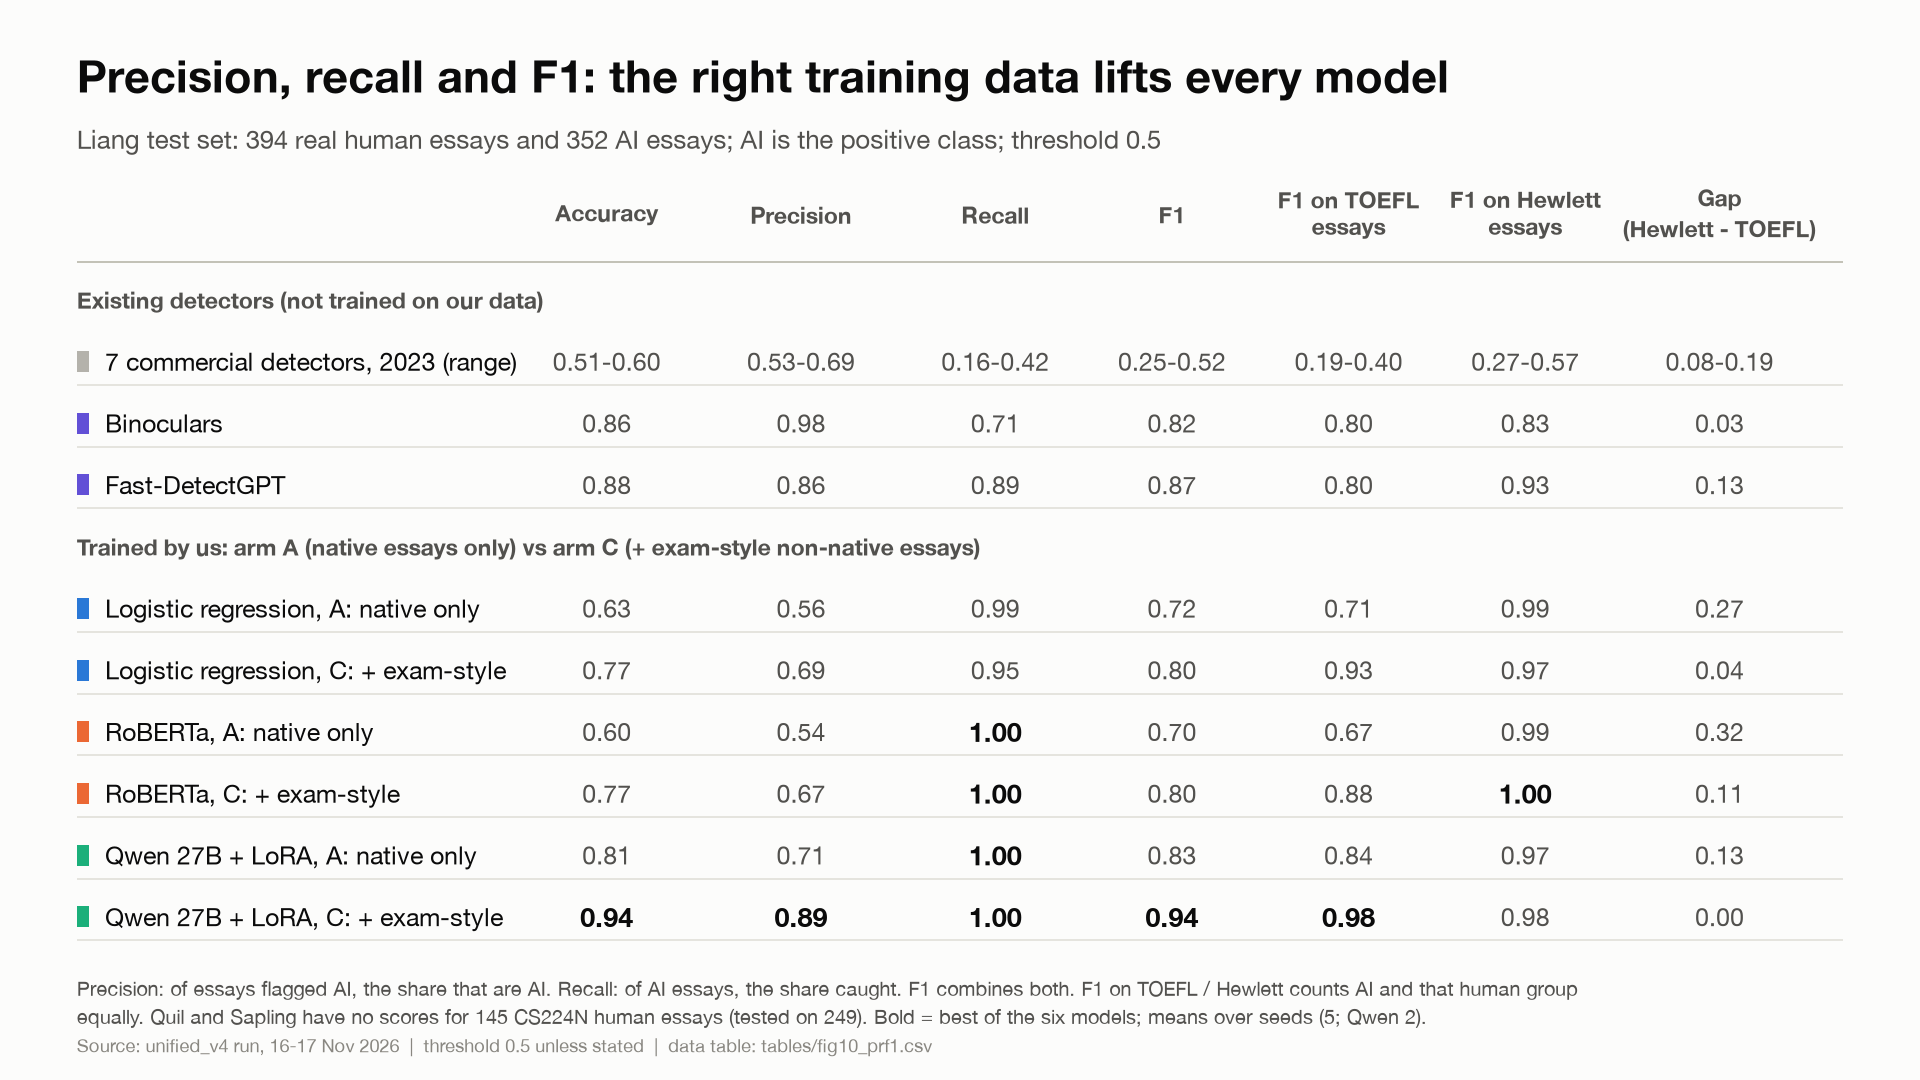 Precision, recall and F1: the right training data lifts every model
Liang test set: 394 real human essays and 352 AI essays; AI is the positive class; threshold 0.5
Accuracy Precision Recall F1 F1 on TOEFL essays F1 on Hewlett essays Gap (Hewlett - TOEFL)
Existing detectors (not trained on our data)
7 commercial detectors, 2023 (range) 0.51-0.60 0.53-0.69 0.16-0.42 0.25-0.52 0.19-0.40 0.27-0.57 0.08-0.19
Binoculars 0.86 0.98 0.71 0.82 0.80 0.83 0.03
Fast-DetectGPT 0.88 0.86 0.89 0.87 0.80 0.93 0.13
Trained by us: arm A (native essays only) vs arm C (+ exam-style non-native essays)
Logistic regression, A: native only 0.63 0.56 0.99 0.72 0.71 0.99 0.27
Logistic regression, C: + exam-style 0.77 0.69 0.95 0.80 0.93 0.97 0.04
RoBERTa, A: native only 0.60 0.54 1.00 0.70 0.67 0.99 0.32
RoBERTa, C: + exam-style 0.77 0.67 1.00 0.80 0.88 1.00 0.11
Qwen 27B + LoRA, A: native only 0.81 0.71 1.00 0.83 0.84 0.97 0.13
Qwen 27B + LoRA, C: + exam-style 0.94 0.89 1.00 0.94 0.98 0.98 0.00
Precision: of essays flagged AI, the share that are AI. Recall: of AI essays, the share caught. F1 combines both. F1 on TOEFL / Hewlett counts AI and that human group
equally. Quil and Sapling have no scores for 145 CS224N human essays (tested on 249). Bold = best of the six models; means over seeds (5; Qwen 2).
Source: unified_v4 run, 16-17 Nov 2026 | threshold 0.5 unless stated | data table: tables/fig10_prf1.csv